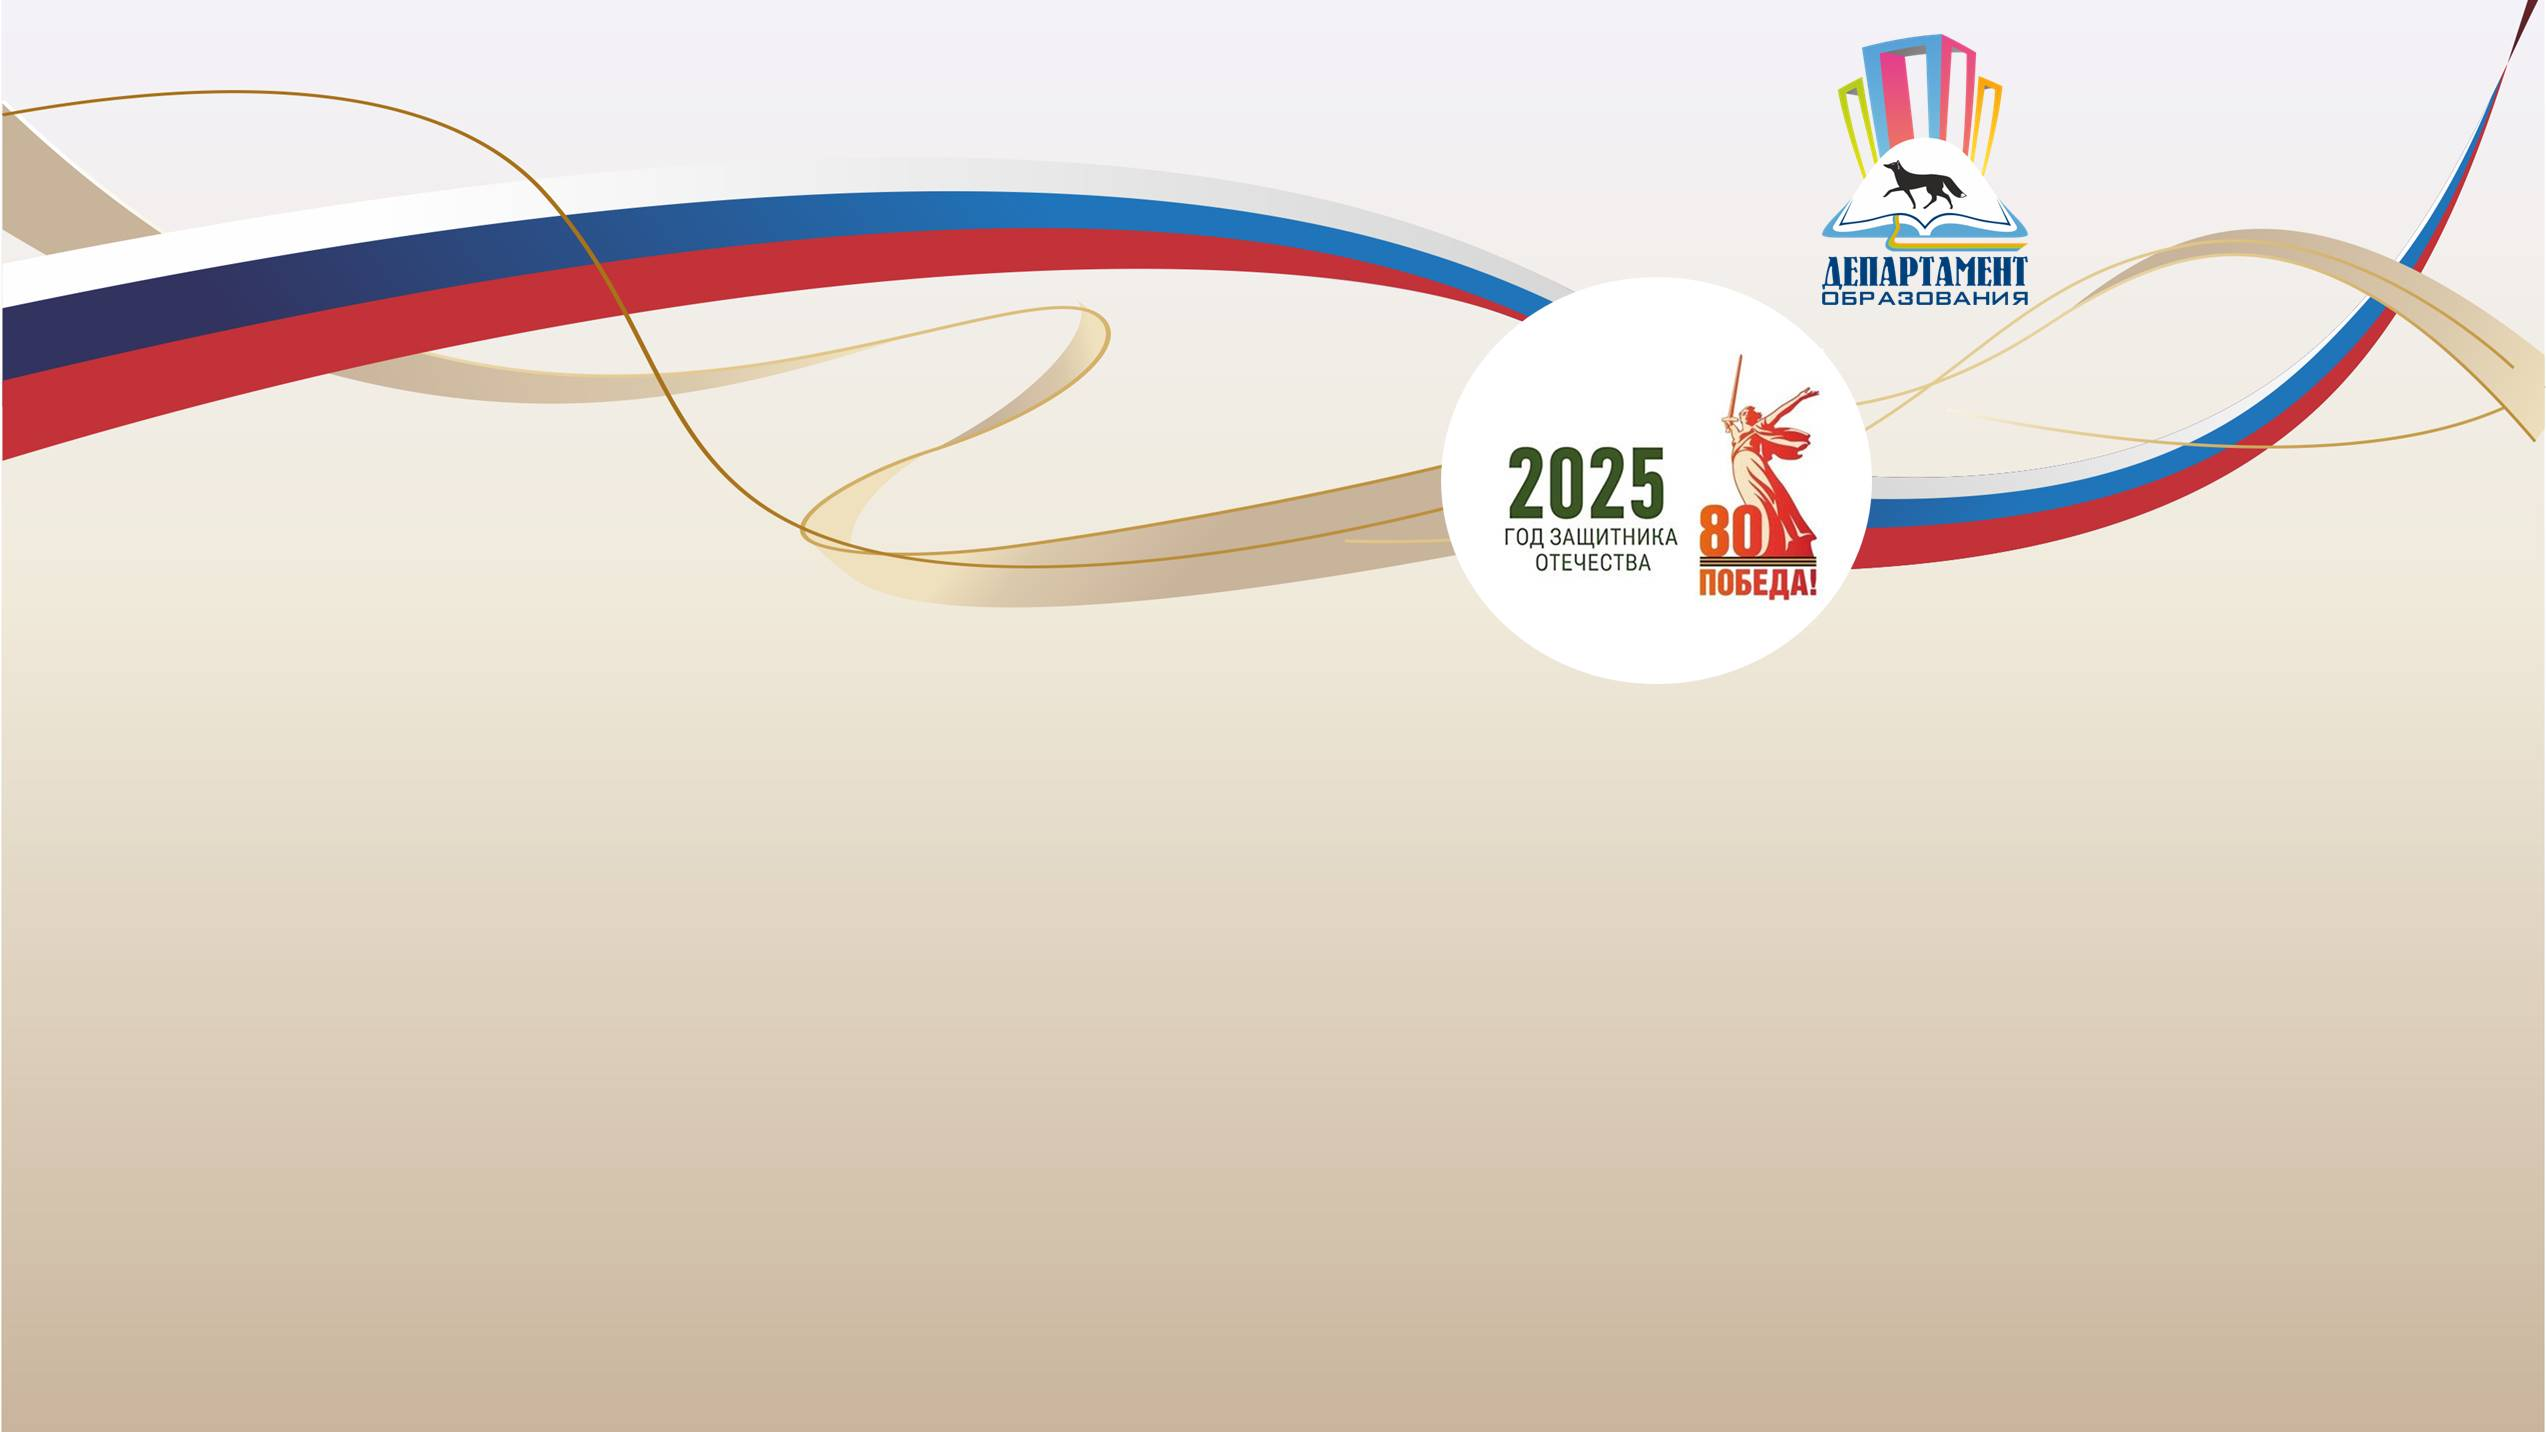 ДЕПАРТАМЕНТ
ОБРАЗОВАНИЯ
2025
ГОД ЗАЩИТНИКА
ОТЕЧЕСТВА
80
ПОБЕДА!